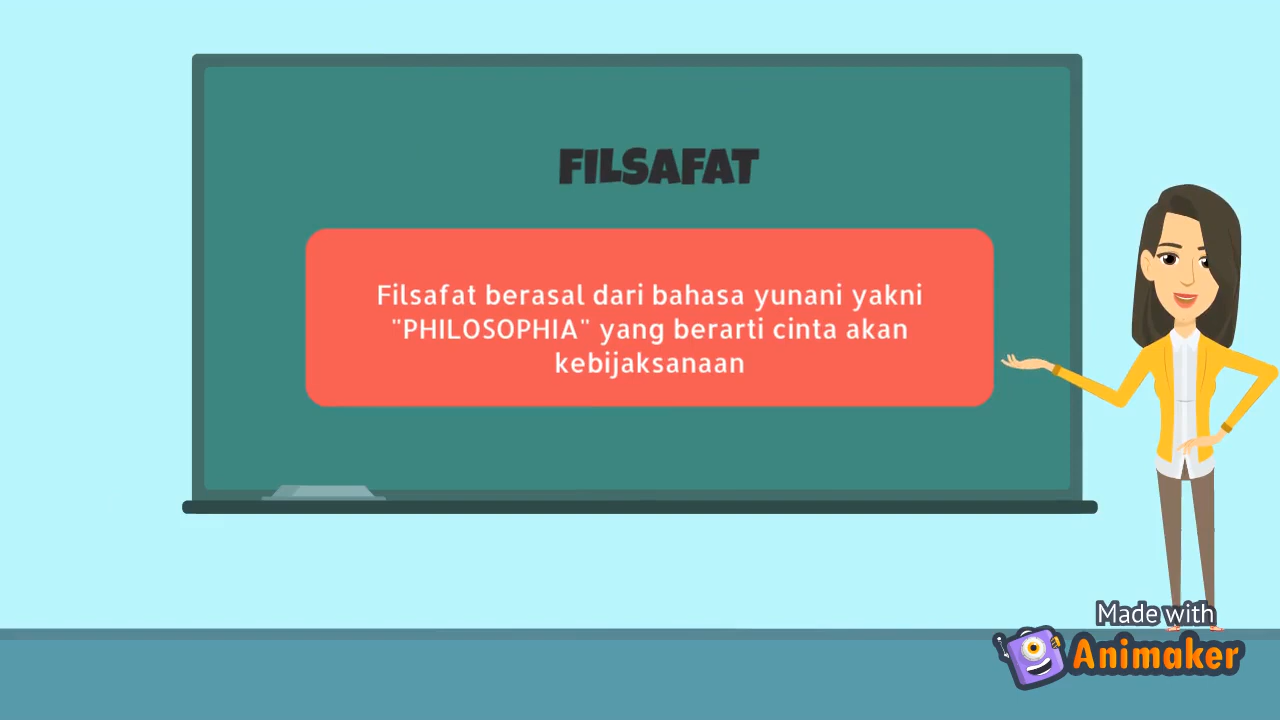 FILSAFAT
Filsafat berasal dari bahasa yunani yakni
"PHILOSOPHIA" yang berarti cinta akan
kebijaksanaan
Made with
Animaker